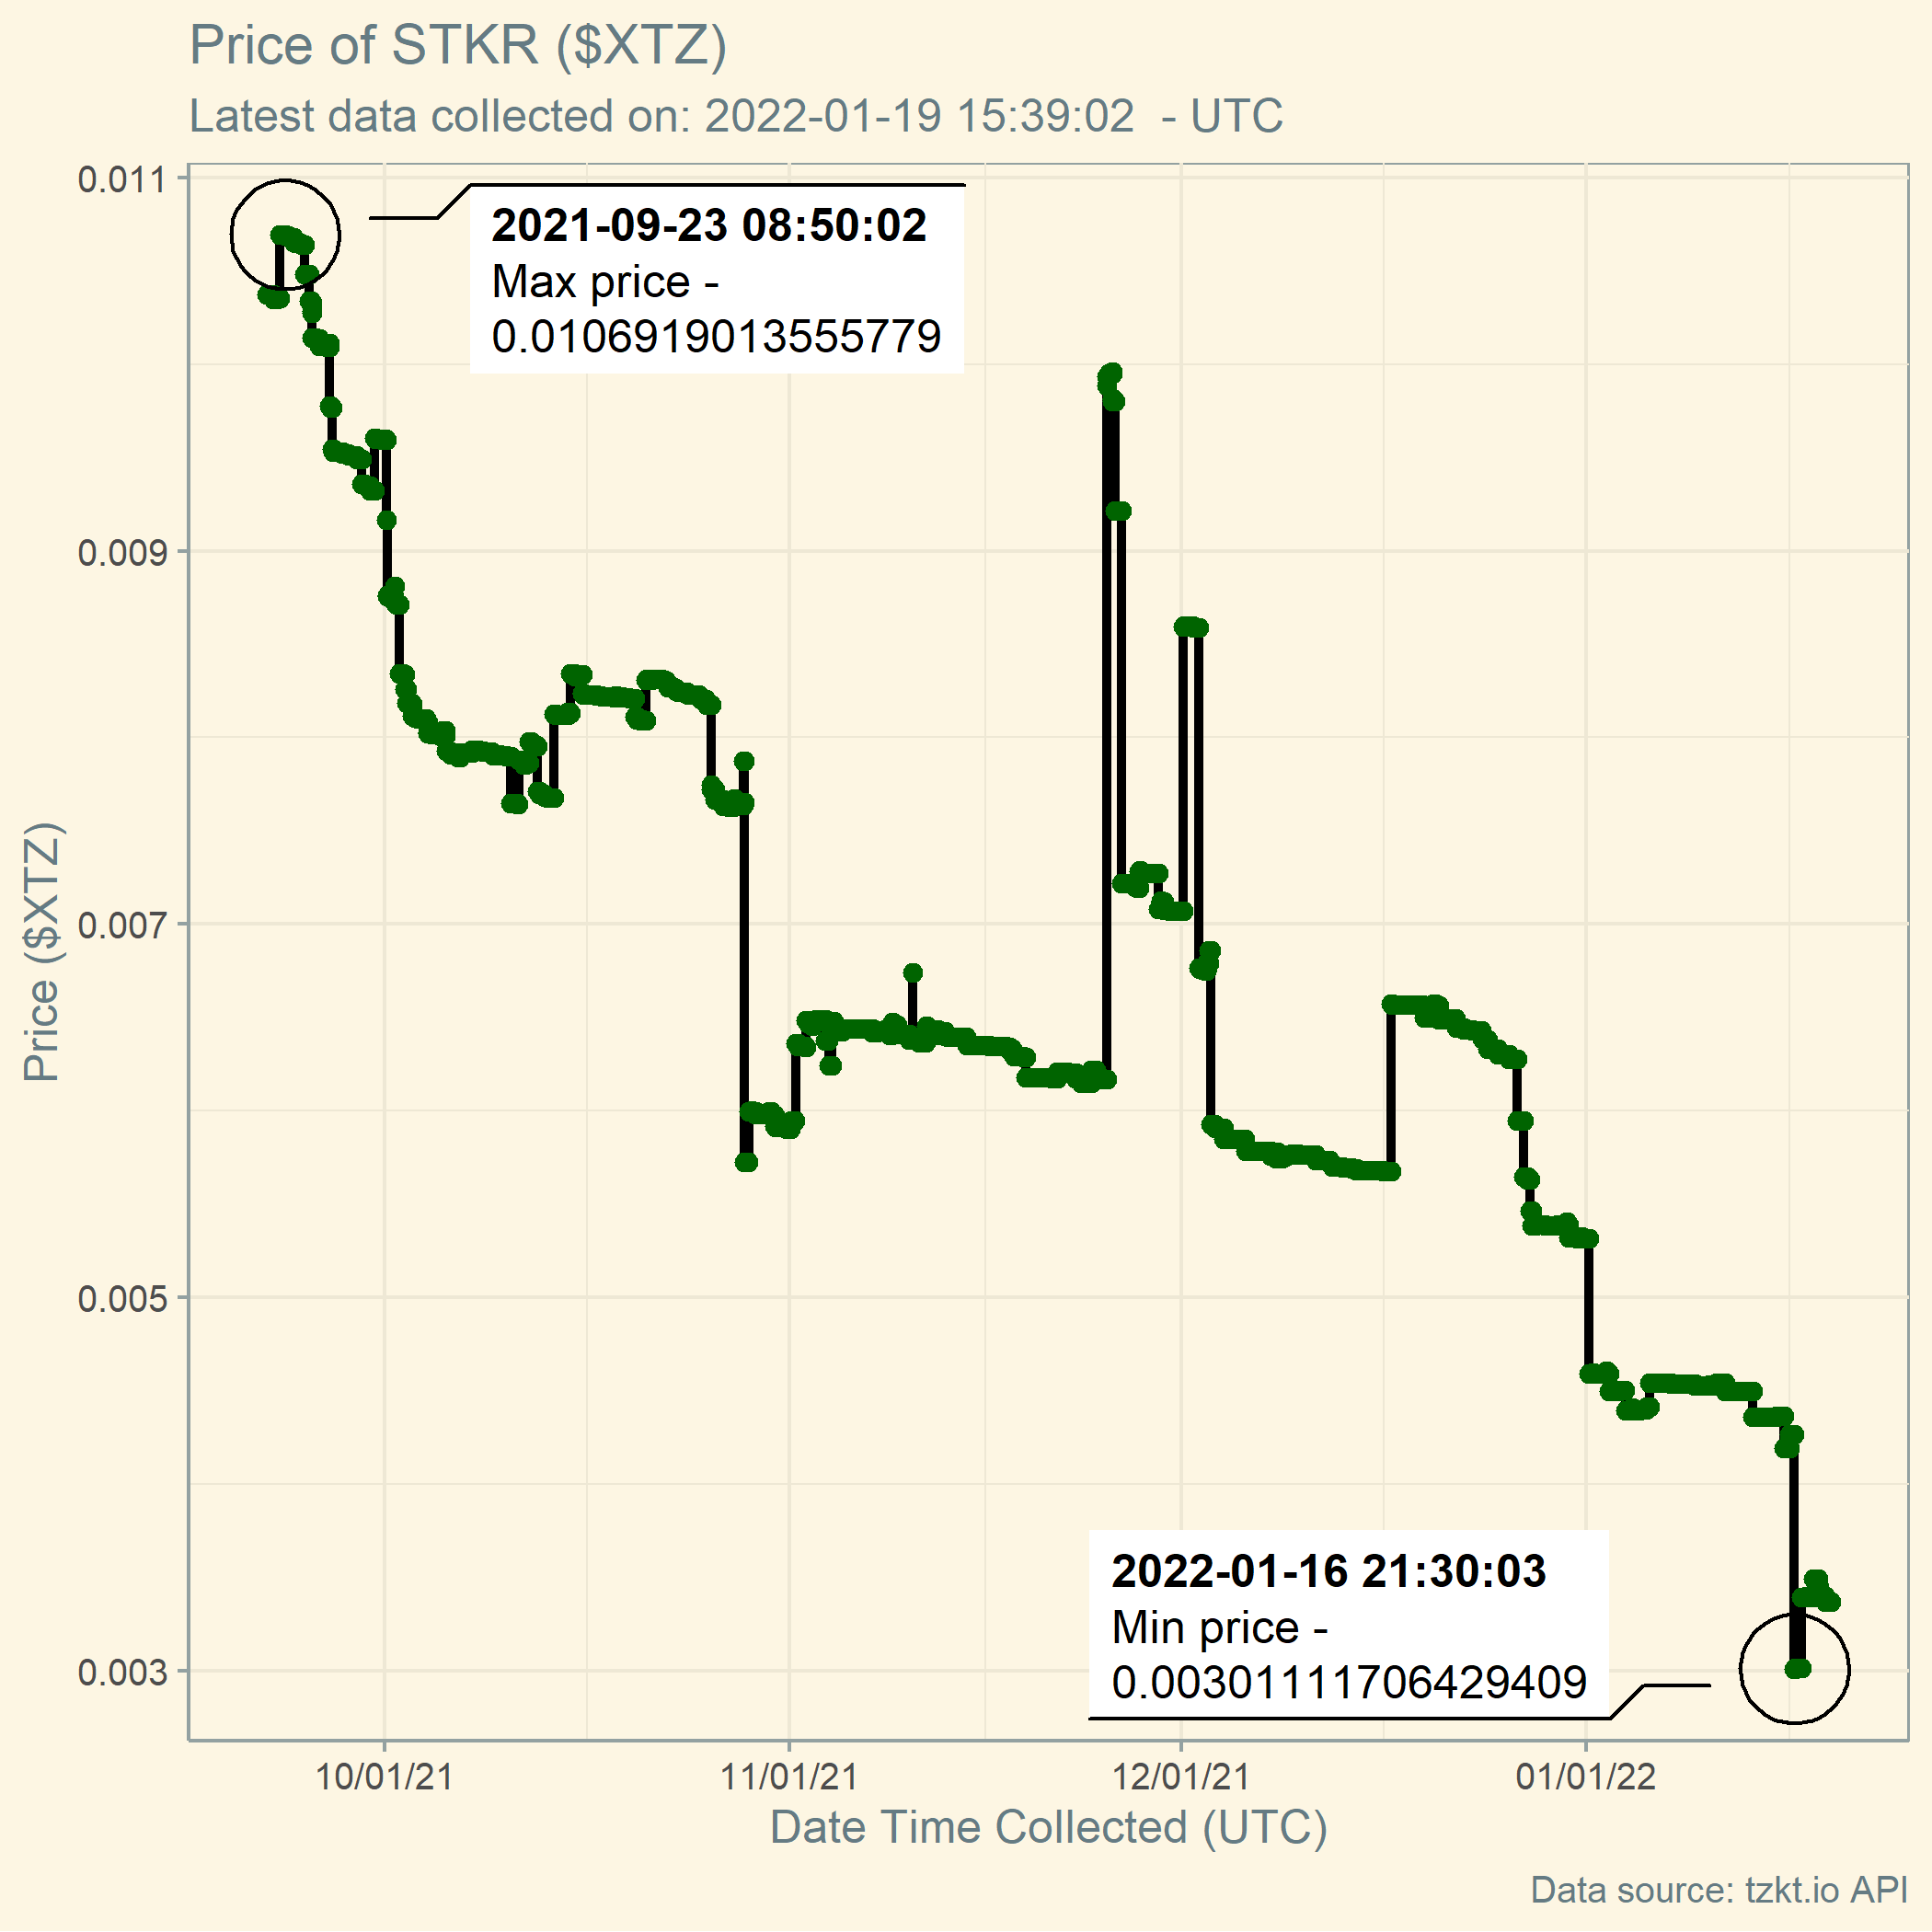 Price of STKR ($XTZ)
Latest data collected on: 2022-01-19 15:39:02  - UTC
0.011
0.009
0.007
0.005
0.003
Price ($XTZ)
2021-09-23 08:50:02
Max price -
0.0106919013555779
2022-01-16 21:30:03
Min price -
0.00301111706429409
10/01/21
11/01/21
12/01/21
01/01/22
Date Time Collected (UTC)
Data source: tzkt.io API